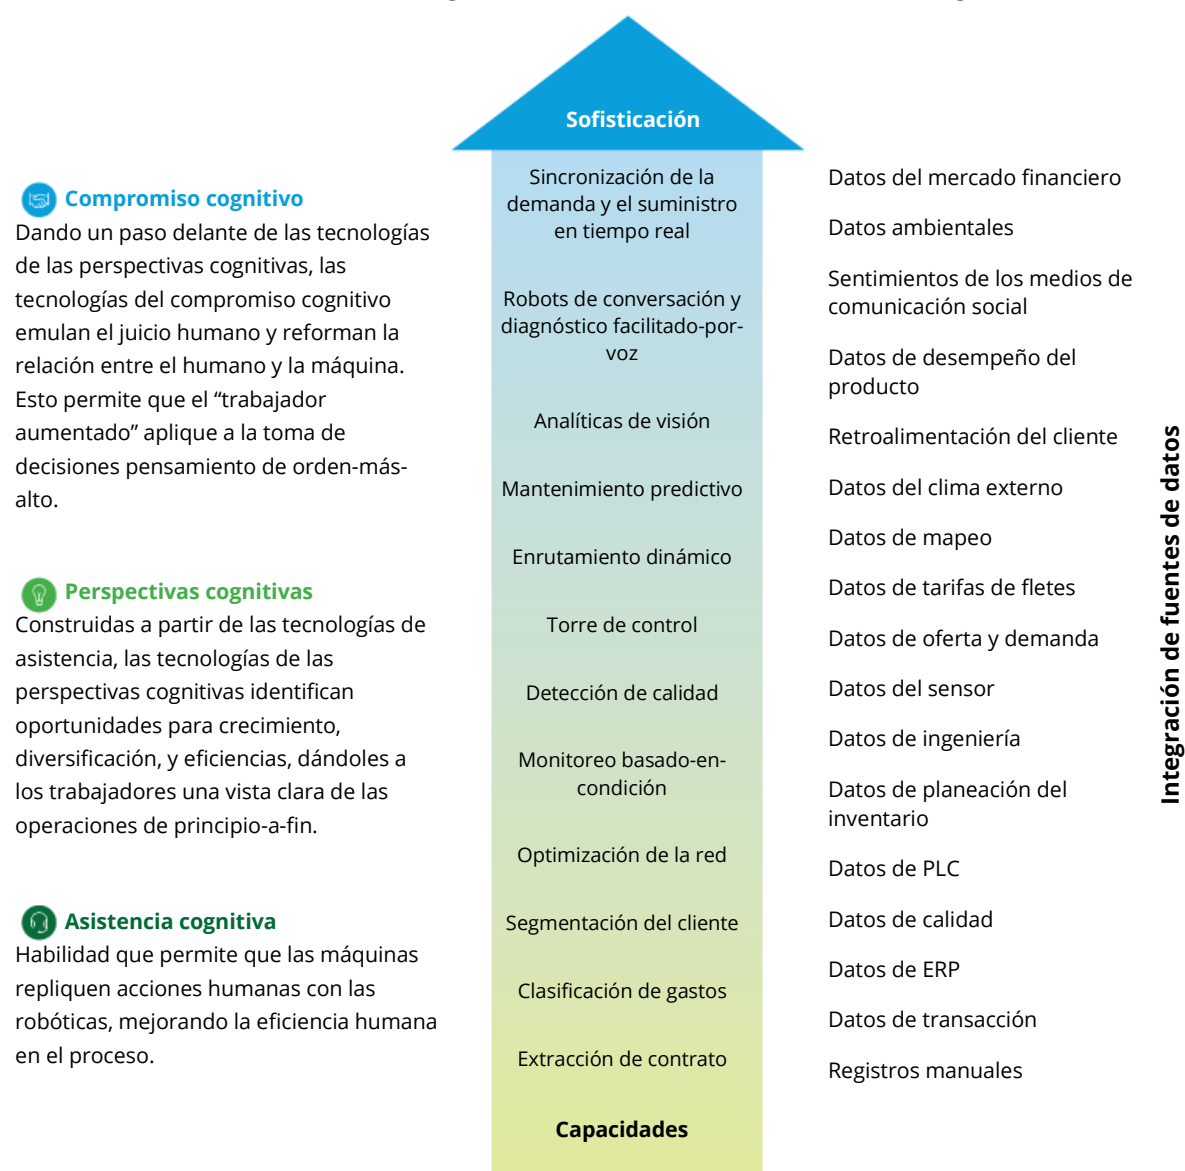 Sofisticación
Compromiso cognitivo
Dando un paso delante de las tecnologías
de las perspectivas cognitivas, las
tecnologías del compromiso cognitivo
emulan el juicio humano y reforman la
relación entre el humano y la máquina.
Esto permite que el “trabajador
aumentado” aplique a la toma de
decisiones pensamiento de orden-más-
alto.
Perspectivas cognitivas
Construidas a partir de las tecnologías de
asistencia, las tecnologías de las
perspectivas cognitivas identifican
oportunidades para crecimiento,
diversificación, y eficiencias, dándoles a
los trabajadores una vista clara de las
operaciones de principio-a-fin.
Asistencia cognitiva
Habilidad que permite que las máquinas
repliquen acciones humanas con las
robóticas, mejorando la eficiencia humana
en el proceso.
Sincronización de la
demanda y el suministro
en tiempo real
Robots de conversación y
diagnóstico facilitado-por-
voz
Analíticas de visión
Mantenimiento predictivo
Enrutamiento dinámico
Torre de control
Detección de calidad
Monitoreo basado-en-
condición
Optimización de la red
Segmentación del cliente
Clasificación de gastos
Extracción de contrato
Capacidades
Datos del mercado financiero
Datos ambientales
Sentimientos de los medios de
comunicación social
Datos de desempeño del
producto
Retroalimentación del cliente
Datos del clima externo
Datos de mapeo
Datos de tarifas de fletes
Datos de oferta y demanda
Datos del sensor
Datos de ingeniería
Datos de planeación del
inventario
Datos de PLC
Datos de calidad
Datos de ERP
Datos de transacción
Registros manuales
Integración de fuentes de datos